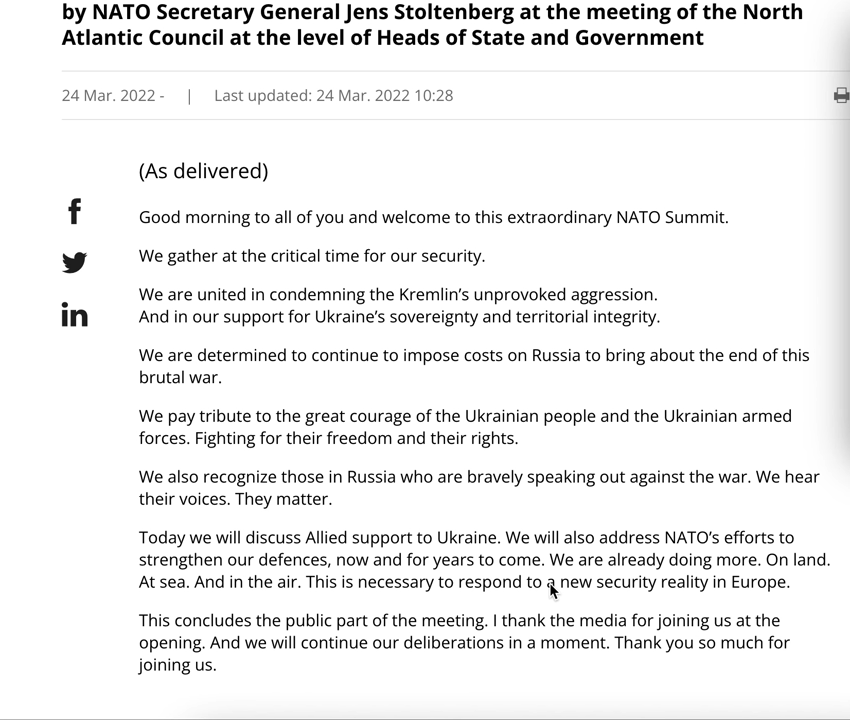 by NATO Secretary General Jens Stoltenberg at the meeting of the North
Atlantic Council at the level of Heads of State and Government
24 Mar. 2022 - | Last updated: 24 Mar. 2022 10:28
(As delivered)
Good morning to all of you and welcome to this extraordinary NATO Summit.
We gather at the critical time for our security.
We are united in condemning the Kremlin’s unprovoked aggression.
And in our support for Ukraine’s sovereignty and territorial integrity.
We are determined to continue to impose costs on Russia to bring about the end of this
brutal war.
We pay tribute to the great courage of the Ukrainian people and the Ukrainian armed
forces. Fighting for their freedom and their rights.
We also recognize those in Russia who are bravely speaking out against the war. We hear
their voices. They matter.
Today we will discuss Allied support to Ukraine. We will also address NATO’s efforts to
strengthen our defences, now and for years to come. We are already doing more. On land.
At sea. And in the air. This is necessary to respond to a new security reality in Europe.
This concludes the public part of the meeting. I thank the media for joining us at the
opening. And we will continue our deliberations in a moment. Thank you so much for
joining us.